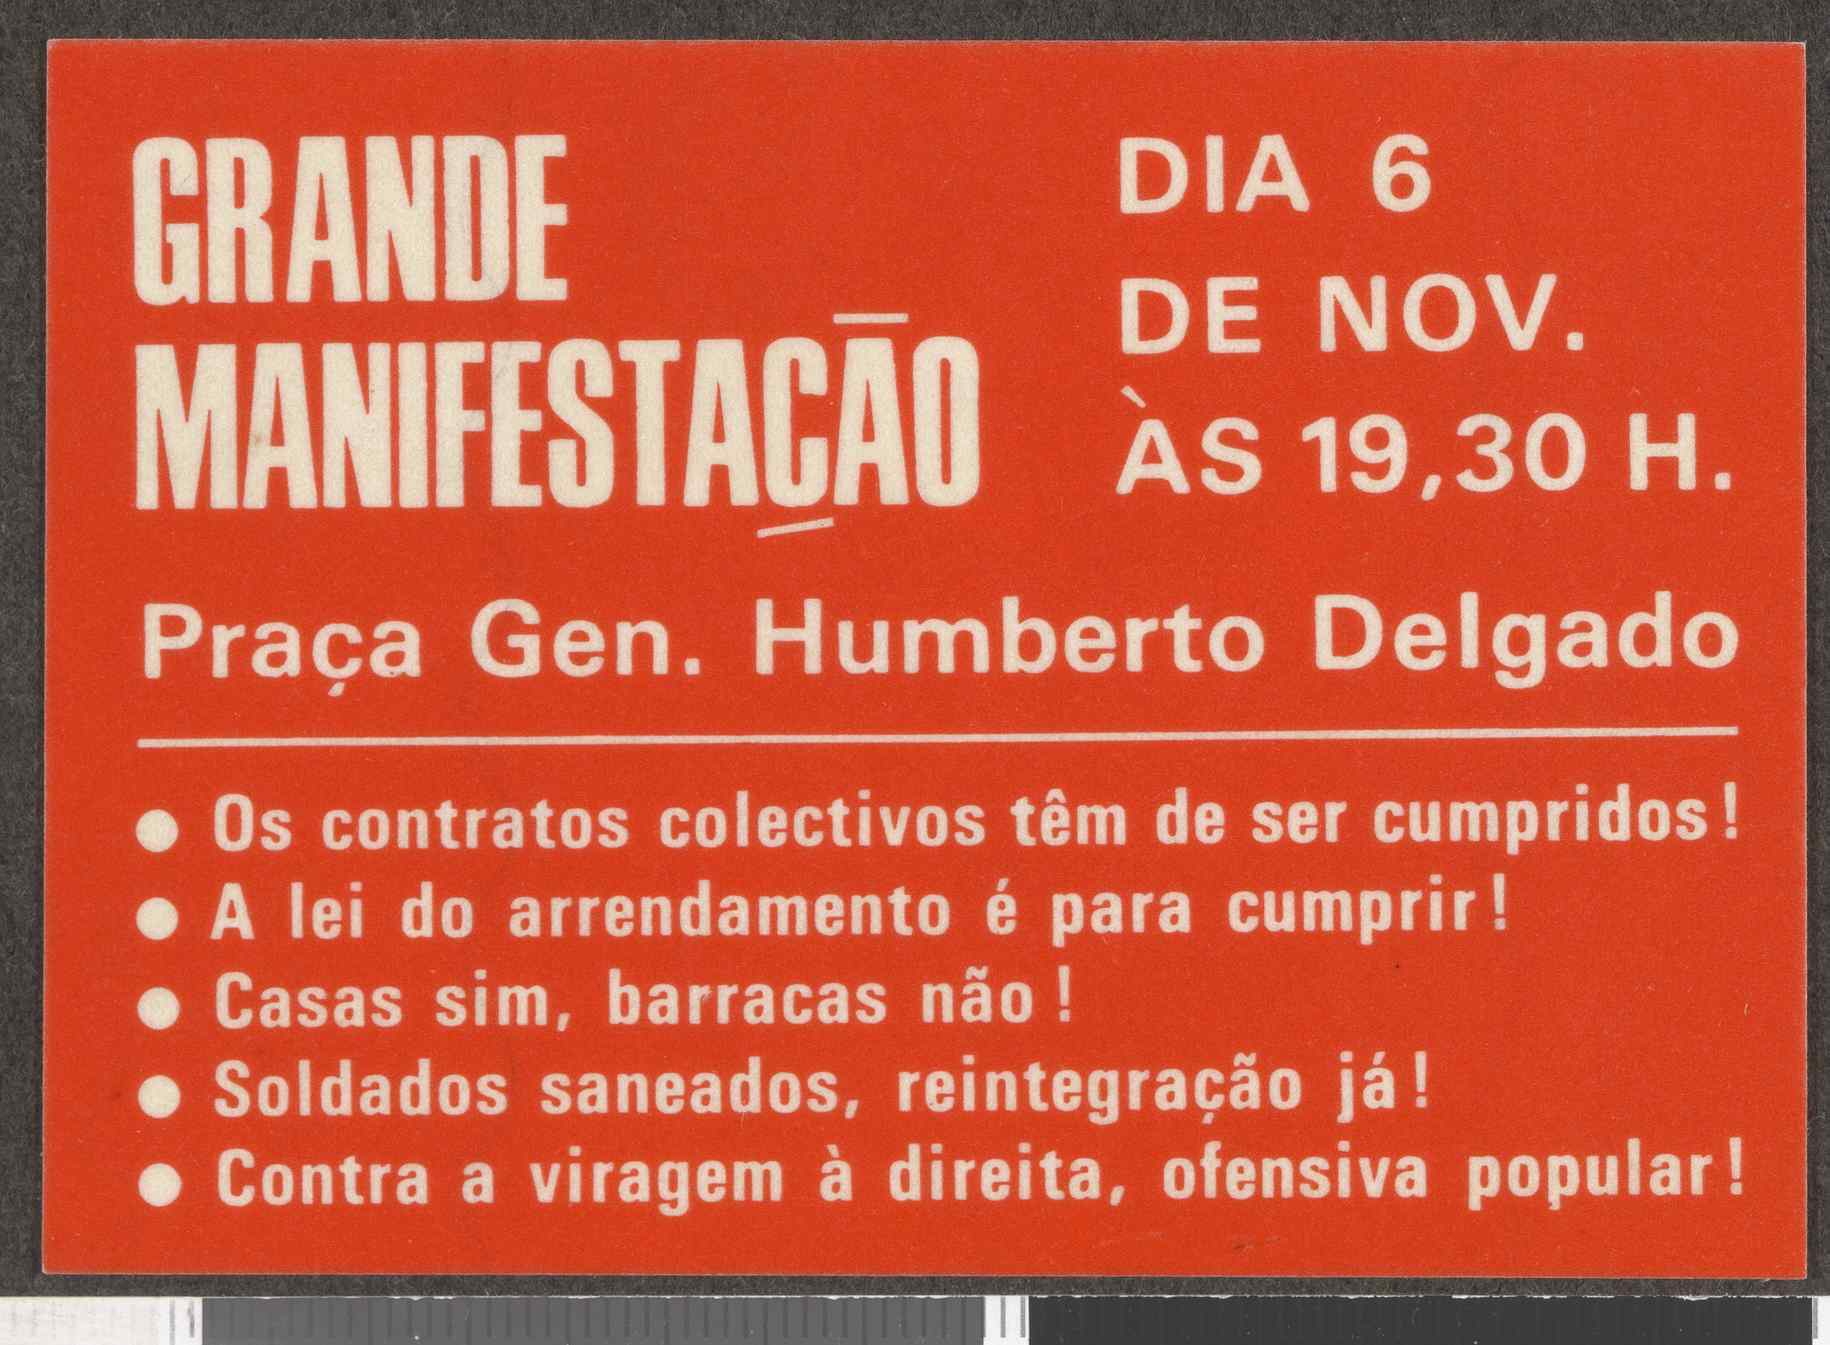 GRANDE
MANIFESTAÇÃO
DIA 6
DE NOV.
ÀS 19,30 H.
Praça Gen. Humberto Delgado
● Os contratos colectivos têm de ser cumpridos!
● A lei do arrendamento é para cumprir!
● Casas sim, barracas não!
● Soldados saneados, reintegração já!
● Contra a viragem à direita, ofensiva popular!